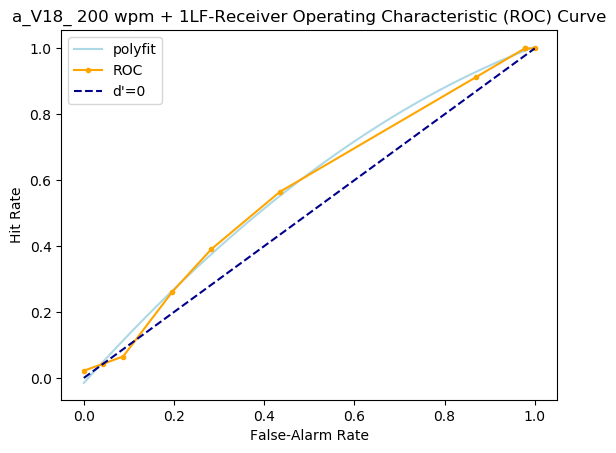 a_V18_ 200 wpm + 1LF-Receiver Operating Characteristic (ROC) Curve
polyfit
ROC
d'=0
Hit Rate
1.0
0.8
0.6
0.4
0.2
0.0
0.0 0.2 0.4 0.6 0.8 1.0
False-Alarm Rate